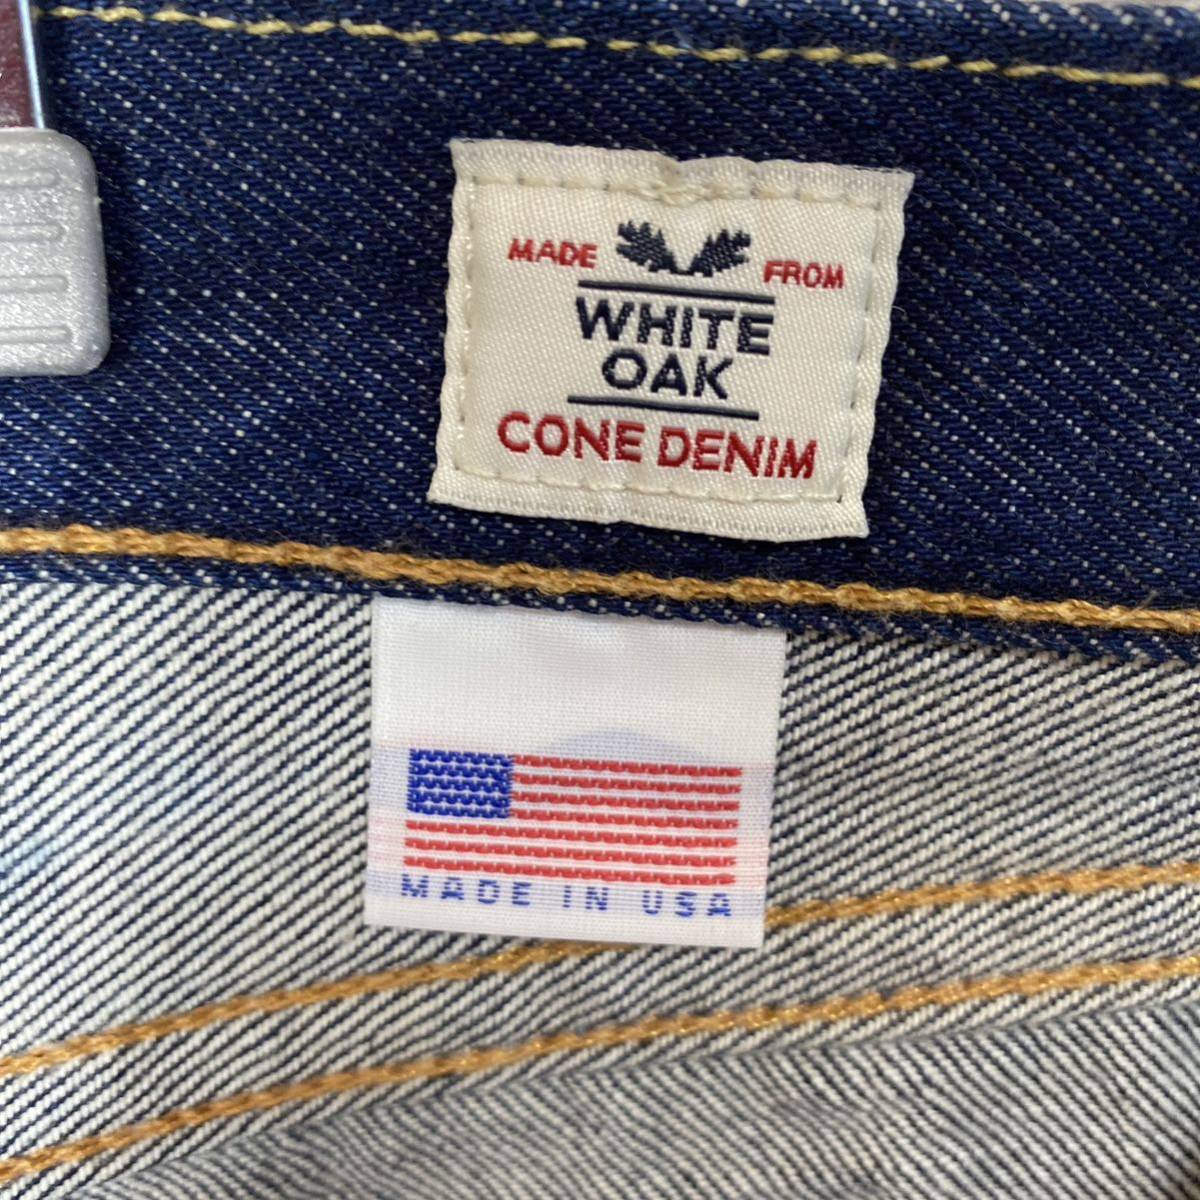 MADE FROM
WHITE
OAK
CONE DENIM
MADE IN USA